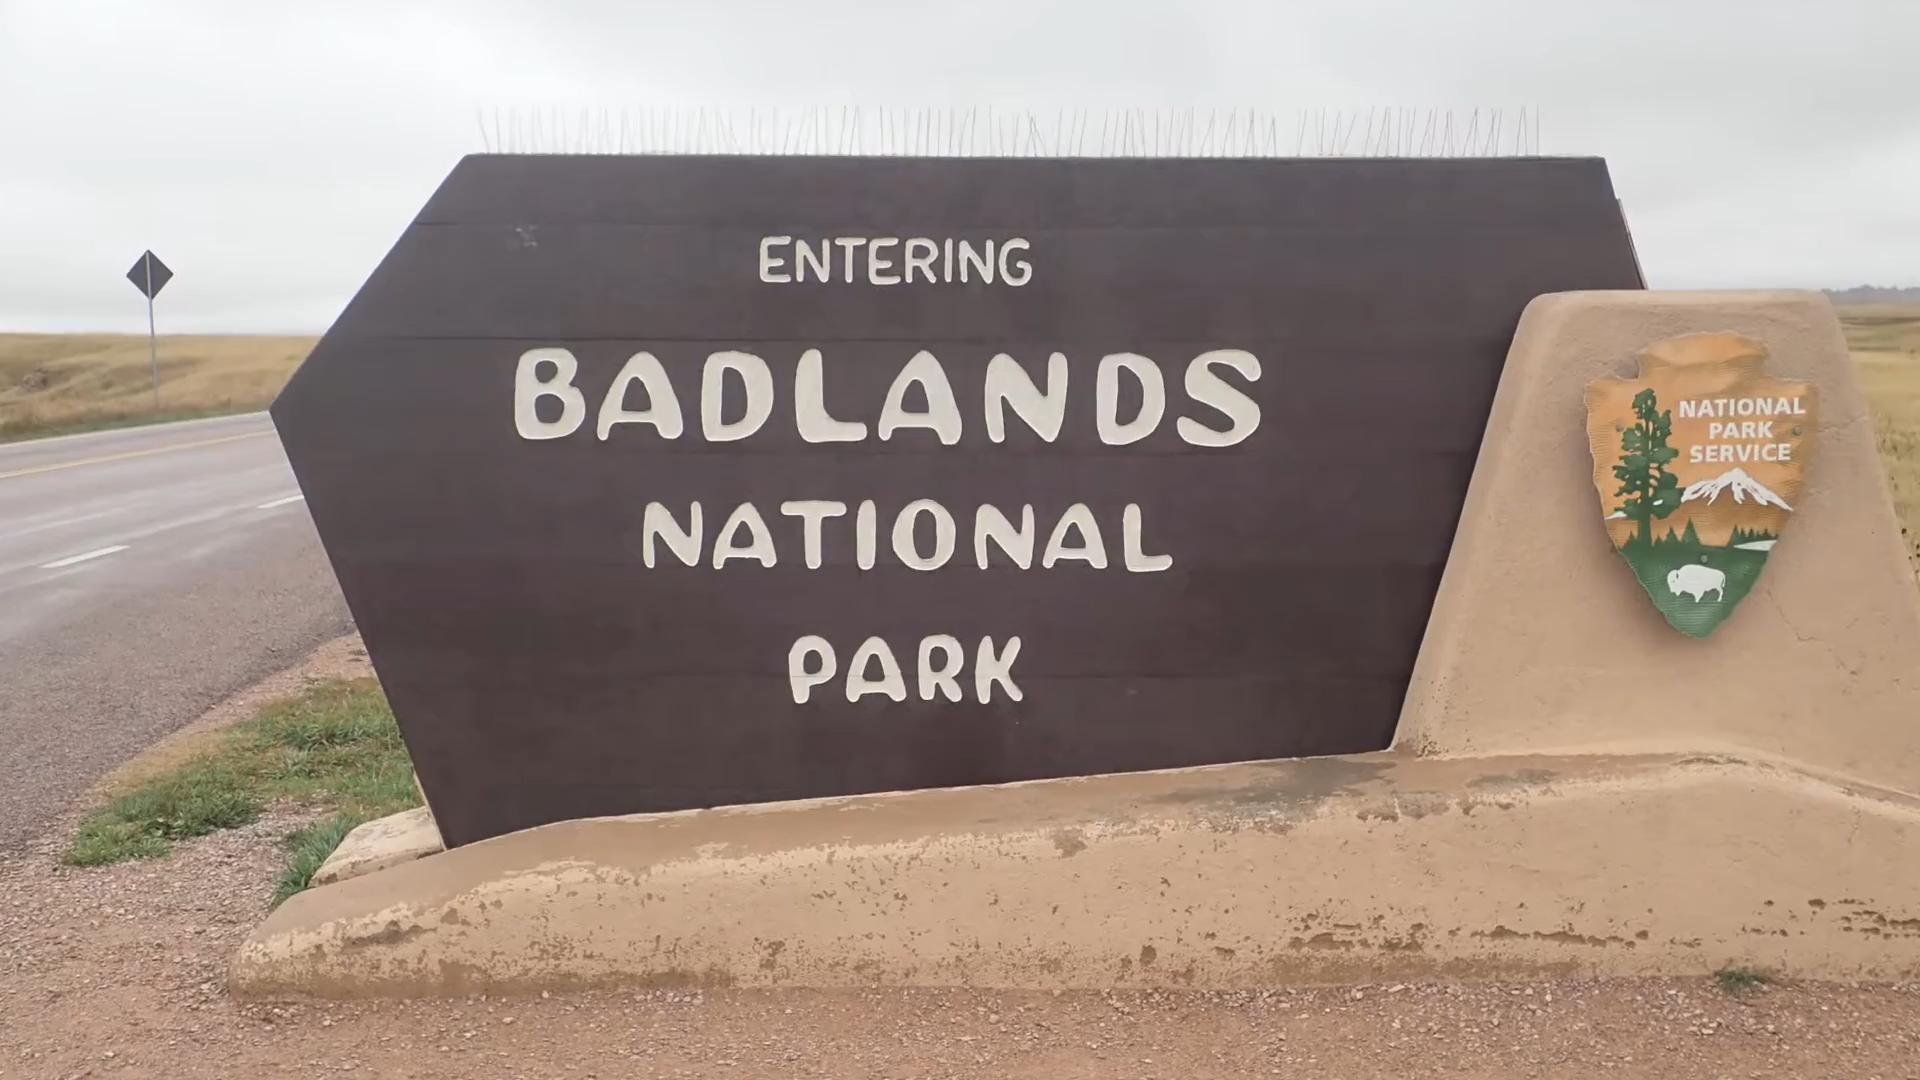 ENTERING
BADLANDS
NATIONAL
PARK
NATIONAL
PARK
SERVICE